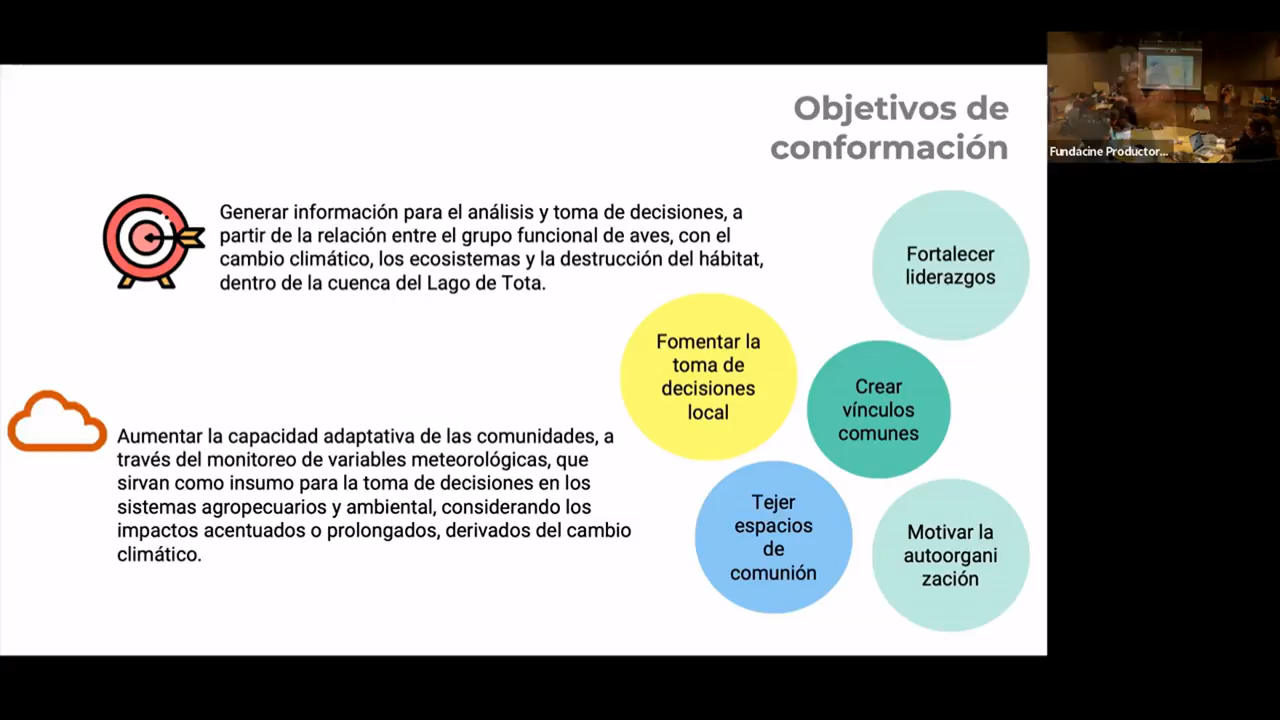 Objetivos de
conformación
Generar información para el análisis y toma de decisiones, a
partir de la relación entre el grupo funcional de aves, con el
cambio climático, los ecosistemas y la destrucción del hábitat,
dentro de la cuenca del Lago de Tota.
Aumentar la capacidad adaptativa de las comunidades, a
través del monitoreo de variables meteorológicas, que
sirvan como insumo para la toma de decisiones en los
sistemas agropecuarios y ambiental, considerando los
impactos acentuados o prolongados, derivados del cambio
climático.
Fortalecer
liderazgos
Fomentar la
toma de
decisiones
local
Crear
vínculos
comunes
Tejer
espacios
de
comunión
Motivar la
autoorgani
zación
Fundacine Productor...